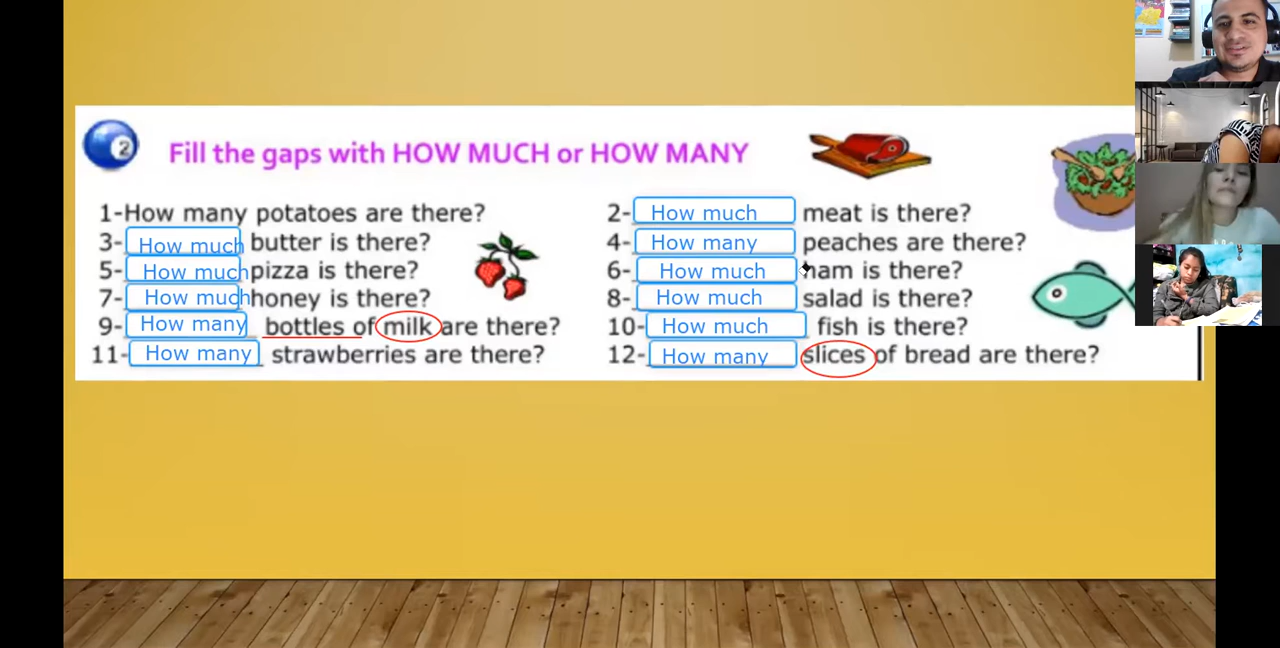 2
Fill the gaps with HOW MUCH or HOW MANY
1-How many potatoes are there?
2- How much meat is there?
3- How much butter is there?
4- How many peaches are there?
5- How much pizza is there?
6- How much ham is there?
7- How much honey is there?
8- How much salad is there?
9- How many bottles of milk are there?
10- How much fish is there?
11- How many strawberries are there?
12- How many slices of bread are there?